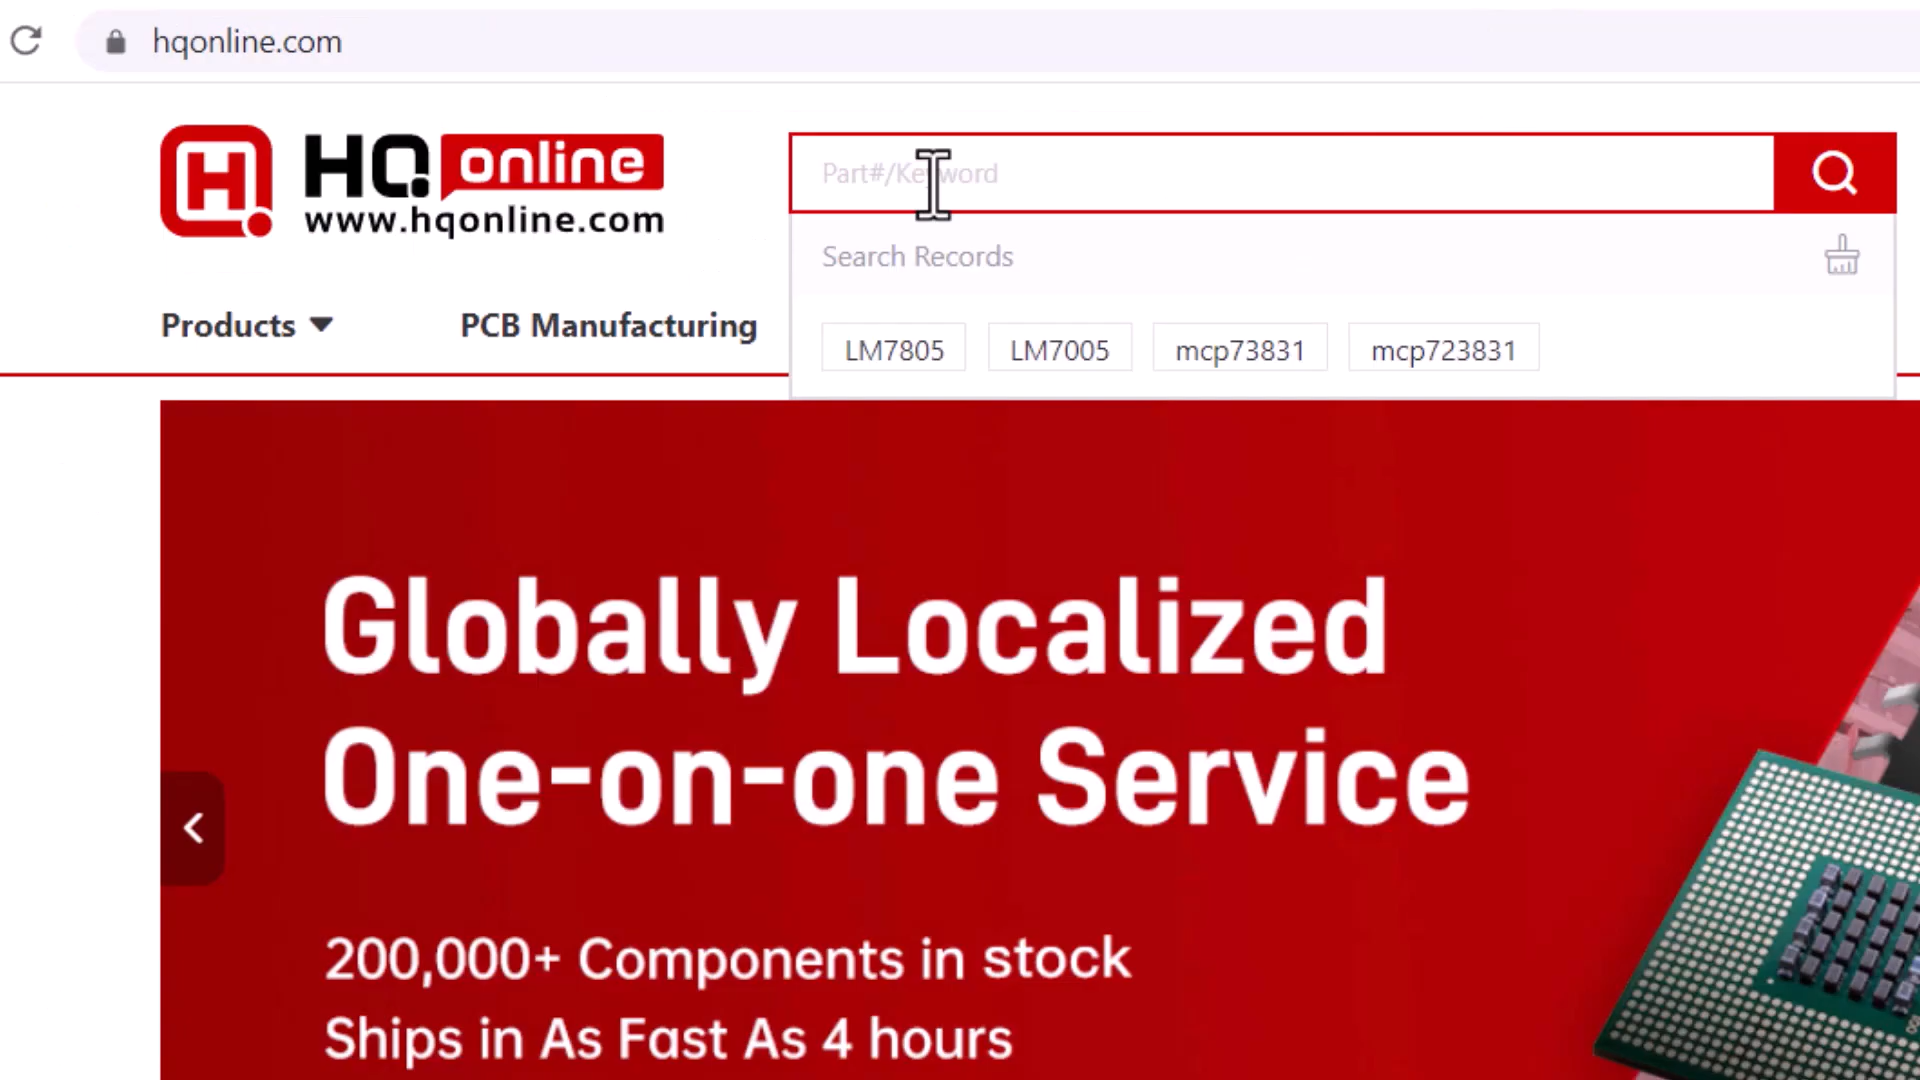 hqonline.com
H
HQ online
www.hqonline.com
Part#/Keyword
Search Records
LM7805
LM7005
mcp73831
mcp723831
Products
PCB Manufacturing
Globally Localized
One-on-one Service
200,000+ Components in stock
Ships in As Fast As 4 hours